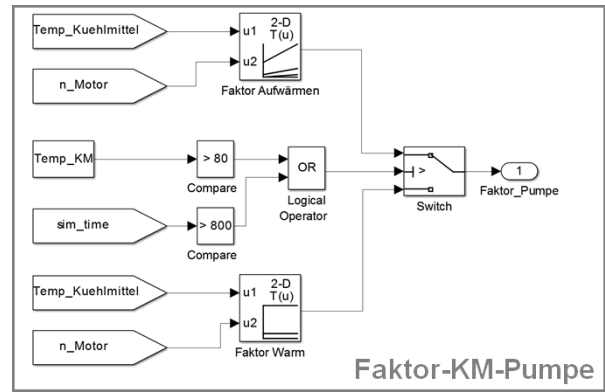 Temp_Kuehlmittel
n_Motor
u1
u2
2-D
T(u)
Faktor Aufwärmen
Temp_KM
> 80
Compare
sim_time
> 800
Compare
OR
Logical
Operator
>
Switch
1
Faktor_Pumpe
Temp_Kuehlmittel
n_Motor
u1
u2
2-D
T(u)
Faktor Warm
Faktor-KM-Pumpe